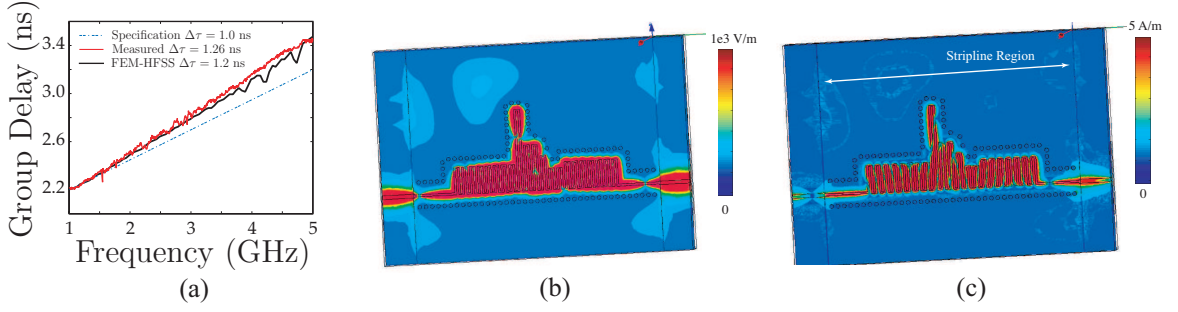 Group Delay (ns)
3.4
3.0
2.6
2.2
Specification Δτ = 1.0 ns
Measured Δτ = 1.26 ns
FEM-HFSS Δτ = 1.2 ns
1 2 3 4 5
Frequency (GHz)
(a)
1e3 V/m
0
(b)
Stripline Region
5 A/m
0
(c)